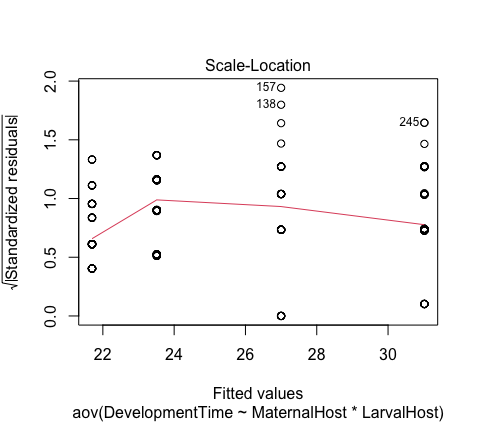 Scale-Location
√|Standardized residuals|
2.0
1.5
1.0
0.5
0.0
157
138
245
22 24 26 28 30
Fitted values
aov(DevelopmentTime ~ MaternalHost * LarvalHost)